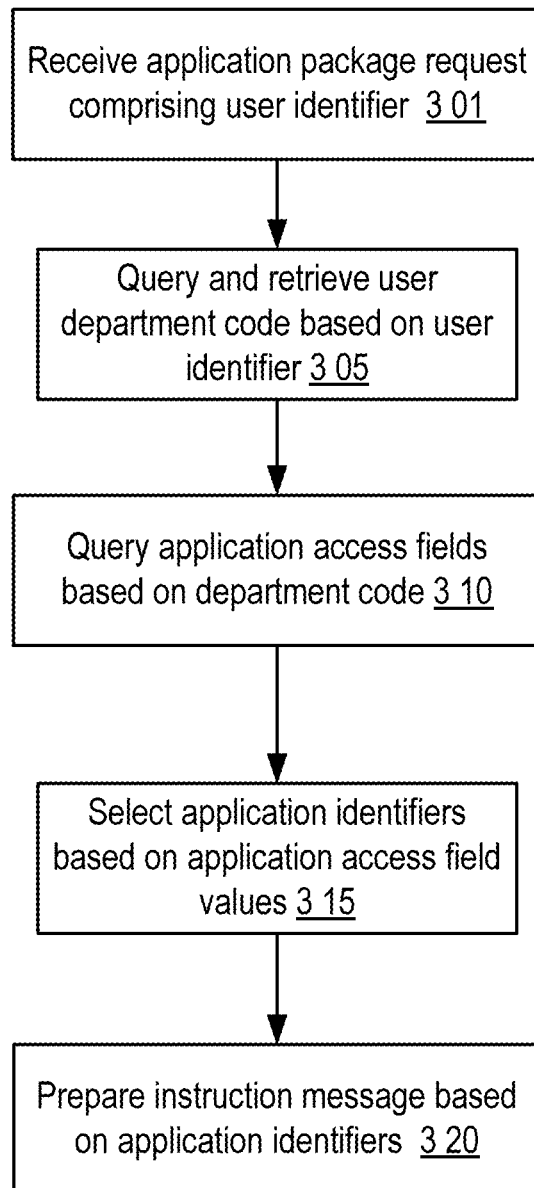 Receive application package request
comprising user identifier 3 01
Query and retrieve user
department code based on user
identifier 3 05
Query application access fields
based on department code 3 10
Select application identifiers
based on application access field
values 3 15
Prepare instruction message based
on application identifiers 3 20